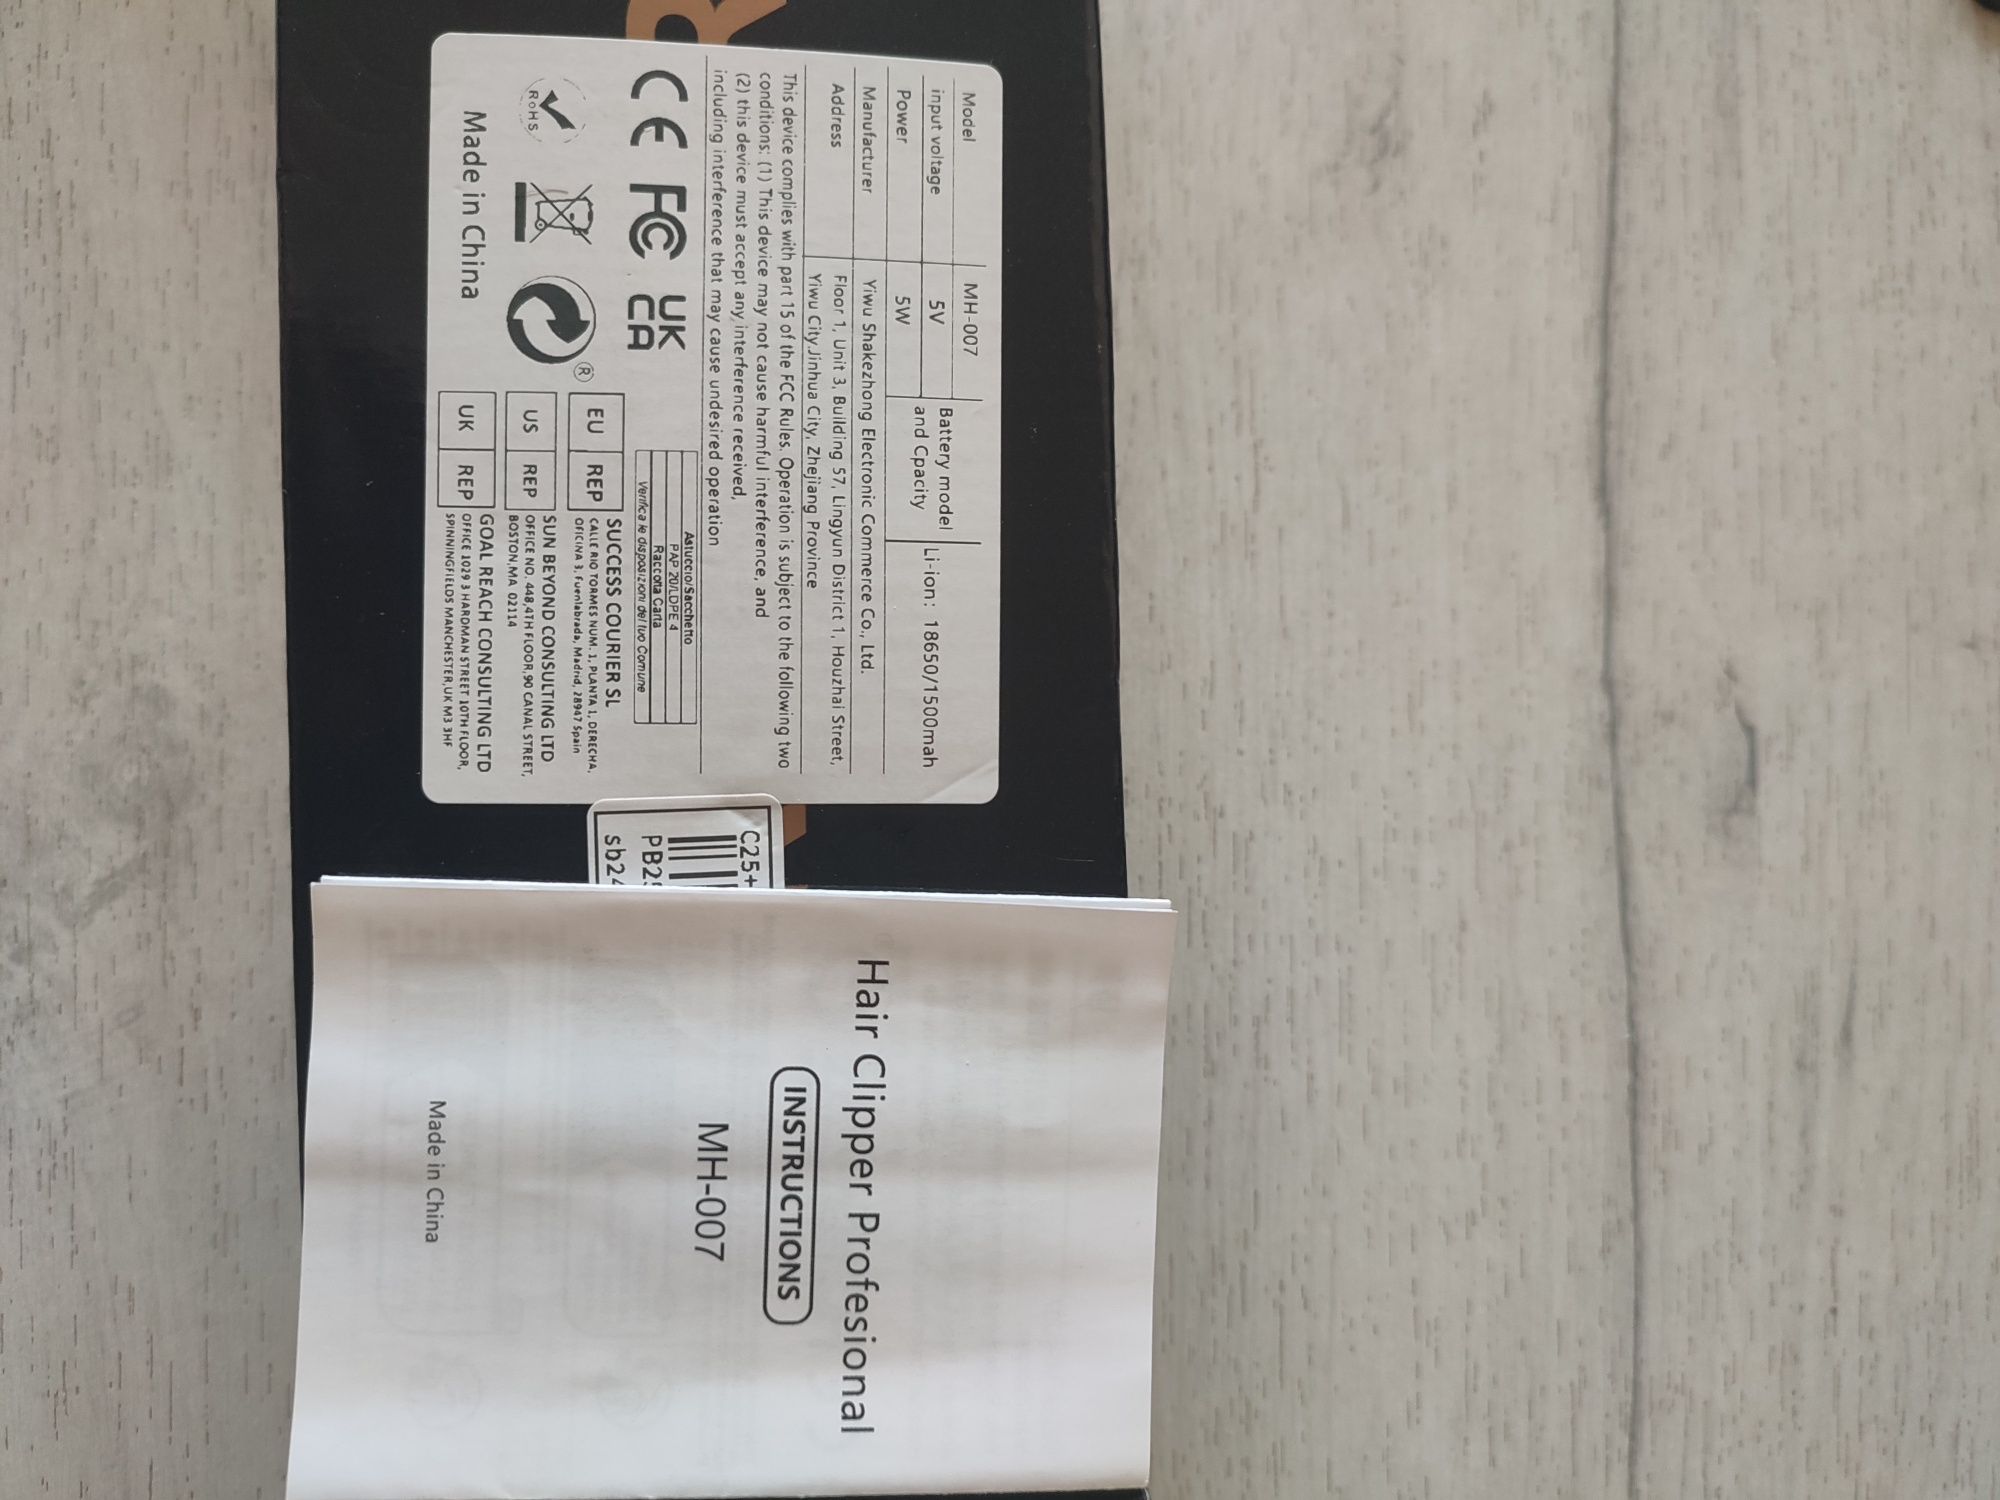 Model MH-007
input voltage 5V Battery model
and Cpacity Li-ion: 18650/1500mah
Power 5W
Manufacturer Yiwu Shakezhong Electronic Commerce Co., Ltd.
Address Floor 1, Unit 3, Building 57, Lingyun District 1, Houzhai Street,
Yiwu City,Jinhua City, Zhejiang Province
This device complies with part 15 of the FCC Rules. Operation is subject to the following two
conditions: (1) This device may not cause harmful interference, and
(2) this device must accept any interference received,
including interference that may cause undesired operation
CE FC UK
CA
Astuccio/Sacchetto
PAP 20/LDPE 4
Raccolta Carta
Verifica le disposizioni del tuo Comune
RoHS
®
Made in China
EU REP SUCCESS COURIER SL
CALLE RIO TORMES NUM. 1, PLANTA 1, DERECHA,
OFICINA 3, Fuenlabrada, Madrid, 28947 Spain
US REP SUN BEYOND CONSULTING LTD
OFFICE NO. 448,4TH FLOOR,90 CANAL STREET,
BOSTON,MA 02114
UK REP GOAL REACH CONSULTING LTD
OFFICE 1029 3 HARDMAN STREET 10TH FLOOR,
SPINNINGFIELDS MANCHESTER,UK M3 3HF
C25+
PB25
sb24
Hair Clipper Profesional
INSTRUCTIONS
MH-007
Made in China